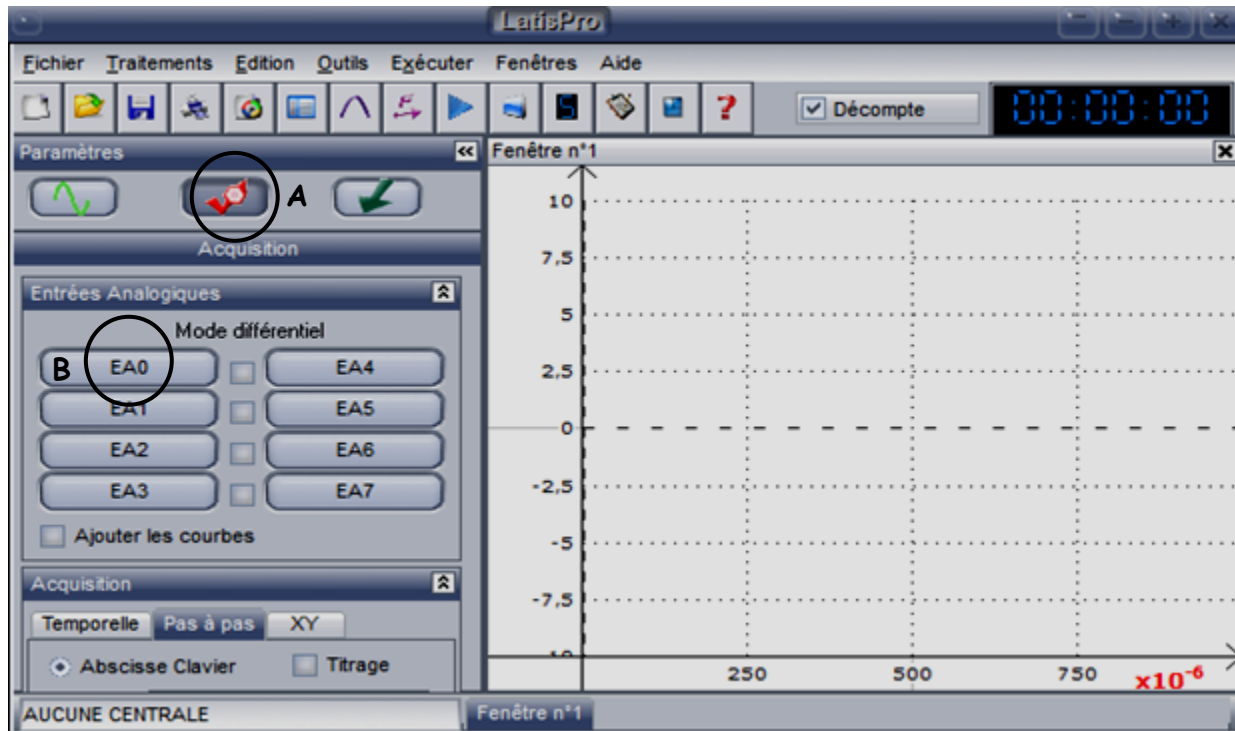 LatisPro
Fichier Traitements Edition Outils Exécuter Fenêtres Aide
Décompte 00:00:00
Paramètres
A
Acquisition
Entrées Analogiques
Mode différentiel
B EA0 EA4
EA1 EA5
EA2 EA6
EA3 EA7
Ajouter les courbes
Acquisition
Temporelle Pas à pas XY
Abscisse Clavier Titrage
AUCUNE CENTRALE
Fenêtre n°1
10
7,5
5
2,5
0
-2,5
-5
-7,5
-10
250 500 750 x10⁻⁶
Fenêtre n°1